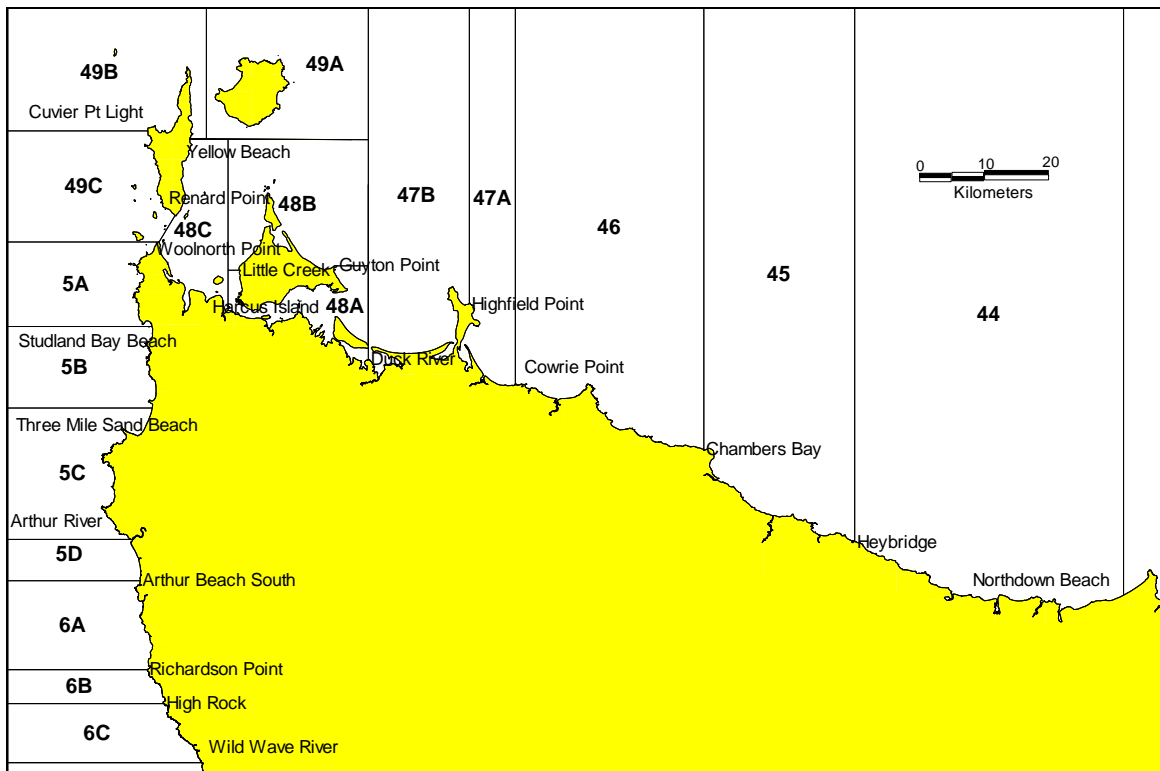 49B
49A
Cuvier Pt Light
Yellow Beach
49C
Renard Point
48B
47B
47A
0 10 20
Kilometers
48C
46
Woolnorth Point
Guyton Point
Little Creek
5A
45
Harcus Island
48A
Highfield Point
44
Studland Bay Beach
Duck River
5B
Cowrie Point
Three Mile Sand Beach
Chambers Bay
5C
Arthur River
Heybridge
5D
Arthur Beach South
Northdown Beach
6A
Richardson Point
6B
High Rock
6C
Wild Wave River